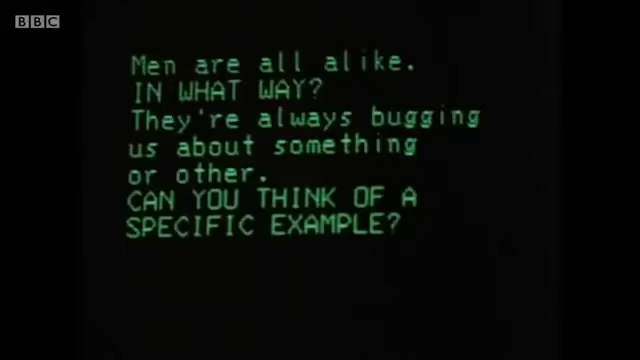 BBC
Men are all alike.
IN WHAT WAY?
They're always bugging
us about something
or other.
CAN YOU THINK OF A
SPECIFIC EXAMPLE?